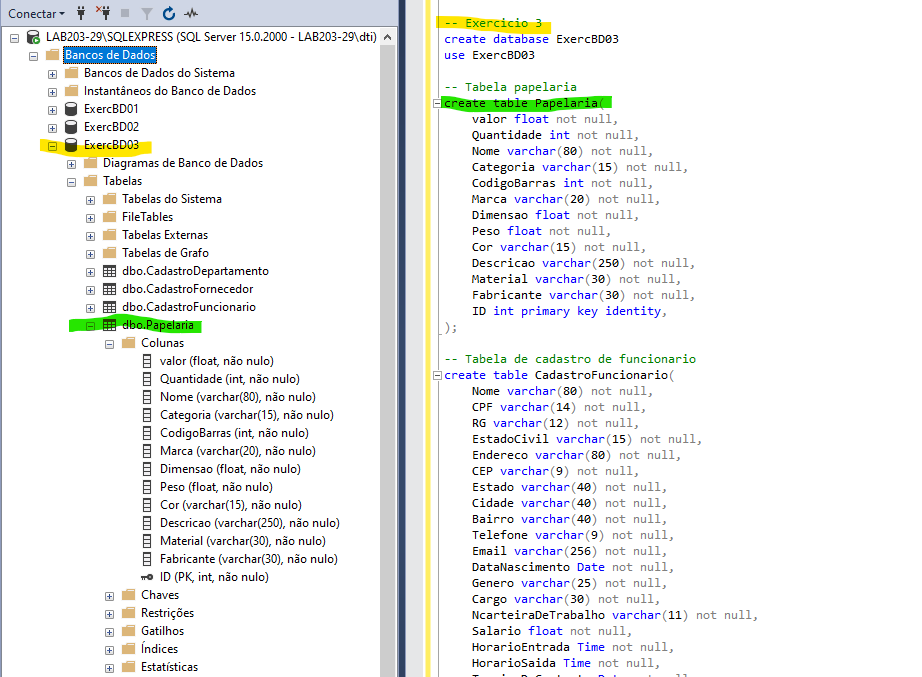 Conectar
LAB203-29\SQLEXPRESS (SQL Server 15.0.2000 - LAB203-29\dti)
Bancos de Dados
Bancos de Dados do Sistema
Instantâneos do Banco de Dados
ExercBD01
ExercBD02
ExercBD03
Diagramas de Banco de Dados
Tabelas
Tabelas do Sistema
FileTables
Tabelas Externas
Tabelas de Grafo
dbo.CadastroDepartamento
dbo.CadastroFornecedor
dbo.CadastroFuncionario
dbo.Papelaria
Colunas
valor (float, não nulo)
Quantidade (int, não nulo)
Nome (varchar(80), não nulo)
Categoria (varchar(15), não nulo)
CodigoBarras (int, não nulo)
Marca (varchar(20), não nulo)
Dimensao (float, não nulo)
Peso (float, não nulo)
Cor (varchar(15), não nulo)
Descricao (varchar(250), não nulo)
Material (varchar(30), não nulo)
Fabricante (varchar(30), não nulo)
ID (PK, int, não nulo)
Chaves
Restrições
Gatilhos
Índices
Estatísticas
-- Exercicio 3
create database ExercBD03
use ExercBD03
-- Tabela papelaria
create table Papelaria(
valor float not null,
Quantidade int not null,
Nome varchar(80) not null,
Categoria varchar(15) not null,
CodigoBarras int not null,
Marca varchar(20) not null,
Dimensao float not null,
Peso float not null,
Cor varchar(15) not null,
Descricao varchar(250) not null,
Material varchar(30) not null,
Fabricante varchar(30) not null,
ID int primary key identity,
);
-- Tabela de cadastro de funcionario
create table CadastroFuncionario(
Nome varchar(80) not null,
CPF varchar(14) not null,
RG varchar(12) not null,
EstadoCivil varchar(15) not null,
Endereco varchar(80) not null,
CEP varchar(9) not null,
Estado varchar(40) not null,
Cidade varchar(40) not null,
Bairro varchar(40) not null,
Telefone varchar(9) not null,
Email varchar(256) not null,
DataNascimento Date not null,
Genero varchar(25) not null,
Cargo varchar(30) not null,
NcarteiraDeTrabalho varchar(11) not null,
Salario float not null,
HorarioEntrada Time not null,
HorarioSaida Time not null,